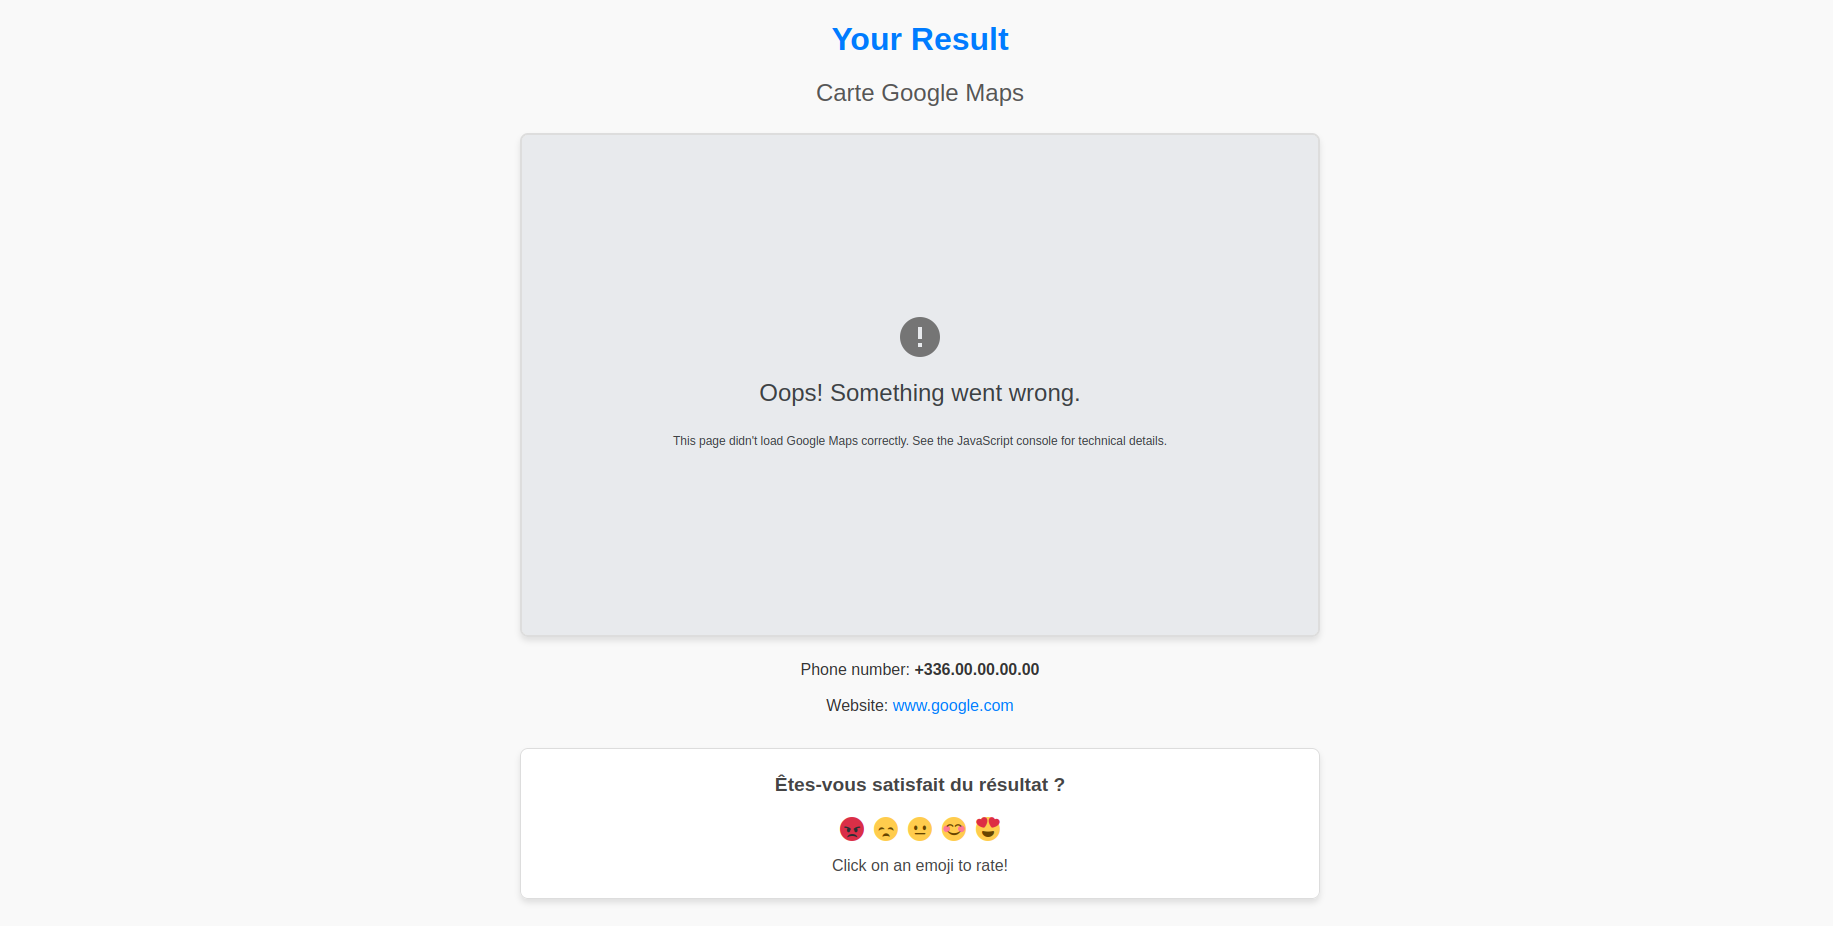 Your Result
Carte Google Maps
Oops! Something went wrong.
This page didn't load Google Maps correctly. See the JavaScript console for technical details.
Phone number: +336.00.00.00.00
Website: www.google.com
Êtes-vous satisfait du résultat ?
Click on an emoji to rate!